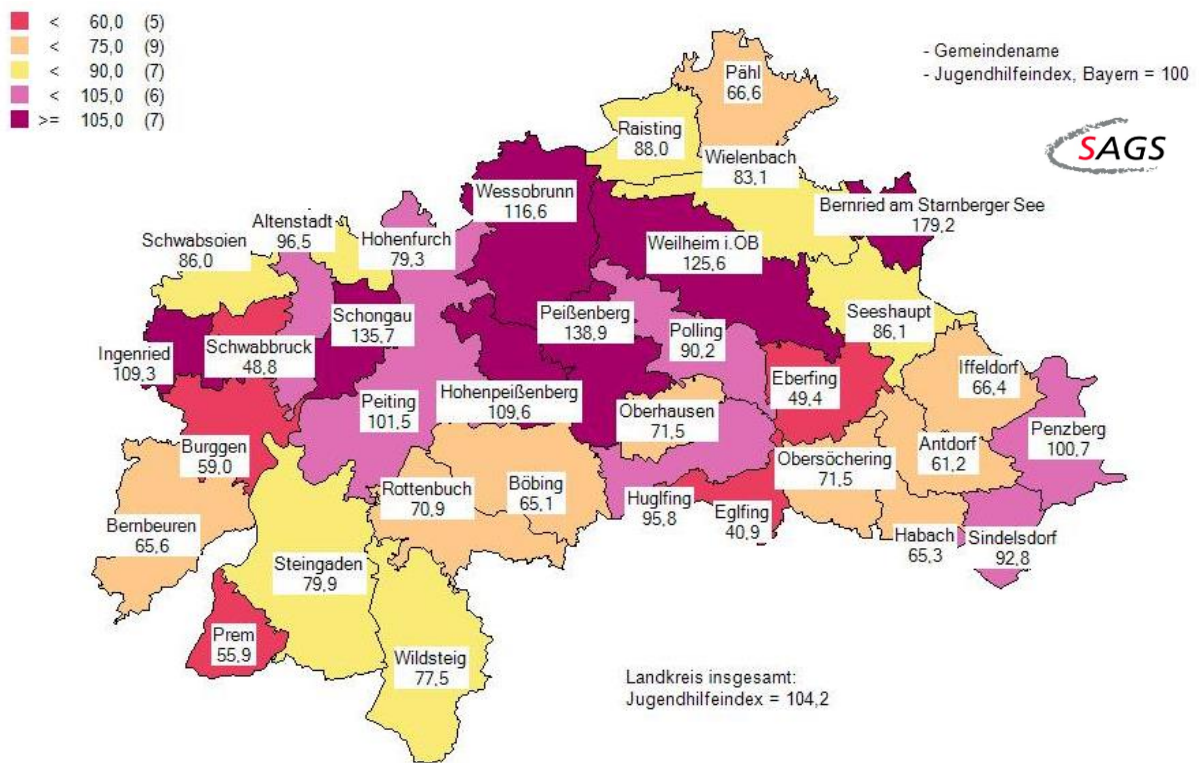 < 60,0 (5)
< 75,0 (9)
< 90,0 (7)
< 105,0 (6)
>= 105,0 (7)
- Gemeindename
- Jugendhilfeindex, Bayern = 100
SAGS
Pähl
66,6
Raisting
88,0
Wielenbach
83,1
Wessobrunn
116,6
Bernried am Starnberger See
179,2
Altenstadt
96,5
Hohenfurch
79,3
Weilheim i.OB
125,6
Schwabsoien
86,0
Schongau
135,7
Peißenberg
138,9
Seeshaupt
86,1
Polling
90,2
Ingenried
109,3
Schwabbruck
48,8
Iffeldorf
66,4
Eberfing
49,4
Peiting
101,5
Hohenpeißenberg
109,6
Oberhausen
71,5
Penzberg
100,7
Burggen
59,0
Antdorf
61,2
Obersöchering
71,5
Rottenbuch
70,9
Böbing
65,1
Huglfing
95,8
Eglfing
40,9
Bernbeuren
65,6
Habach
65,3
Sindelsdorf
92,8
Steingaden
79,9
Prem
55,9
Wildsteig
77,5
Landkreis insgesamt:
Jugendhilfeindex = 104,2